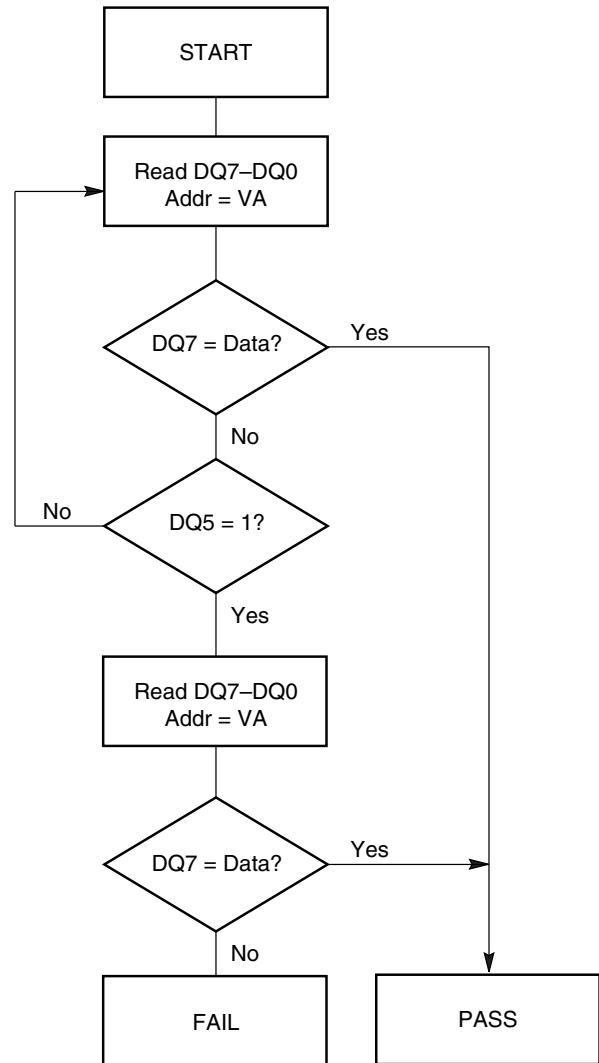 START
Read DQ7–DQ0
Addr = VA
DQ7 = Data?
Yes
No
No
DQ5 = 1?
Yes
Read DQ7–DQ0
Addr = VA
DQ7 = Data?
Yes
No
FAIL
PASS